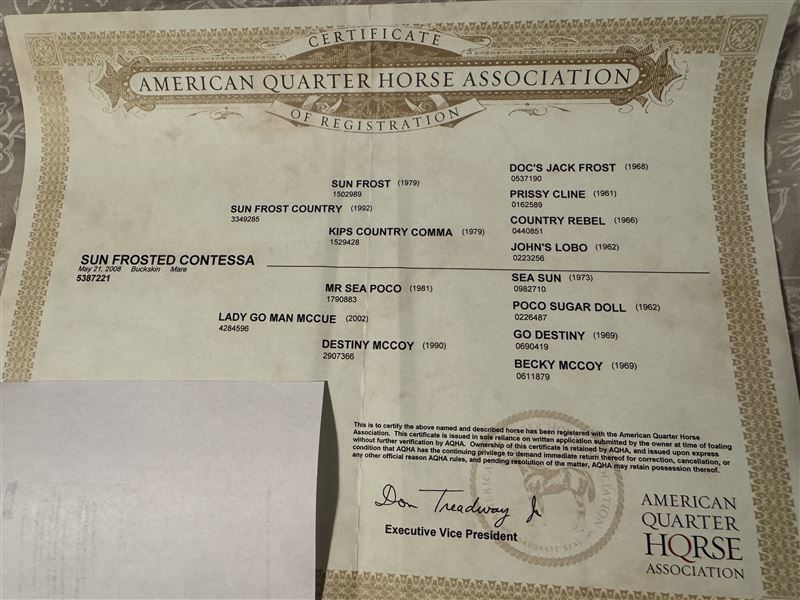 CERTIFICATE
AMERICAN QUARTER HORSE ASSOCIATION
OF REGISTRATION
DOC'S JACK FROST (1968)
0537190
SUN FROST (1979)
1502989
PRISSY CLINE (1961)
0162589
SUN FROST COUNTRY (1992)
3349285
COUNTRY REBEL (1966)
0440851
KIPS COUNTRY COMMA (1979)
1529428
JOHN'S LOBO (1962)
0223256
SUN FROSTED CONTESSA
May 21, 2008 Buckskin Mare
5387221
SEA SUN (1973)
0982710
MR SEA POCO (1981)
1790883
POCO SUGAR DOLL (1962)
0226487
LADY GO MAN MCCUE (2002)
4284596
GO DESTINY (1969)
0690419
DESTINY MCCOY (1990)
2907366
BECKY MCCOY (1969)
0611879
This is to certify the above named and described horse has been registered with the American Quarter Horse
Association. This certificate is issued in sole reliance on written application submitted by the owner at time of foaling
without further verification by AQHA. Ownership of this certificate is retained by AQHA, and issued upon express
condition that AQHA has the continuing privilege to demand immediate return thereof for correction, cancellation, or
any other official reason AQHA rules, and pending resolution of the matter, AQHA may retain possession thereof.
Don Treadway Jr
Executive Vice President
CORPORATE SEAL
AMERICAN
QUARTER
HORSE
ASSOCIATION